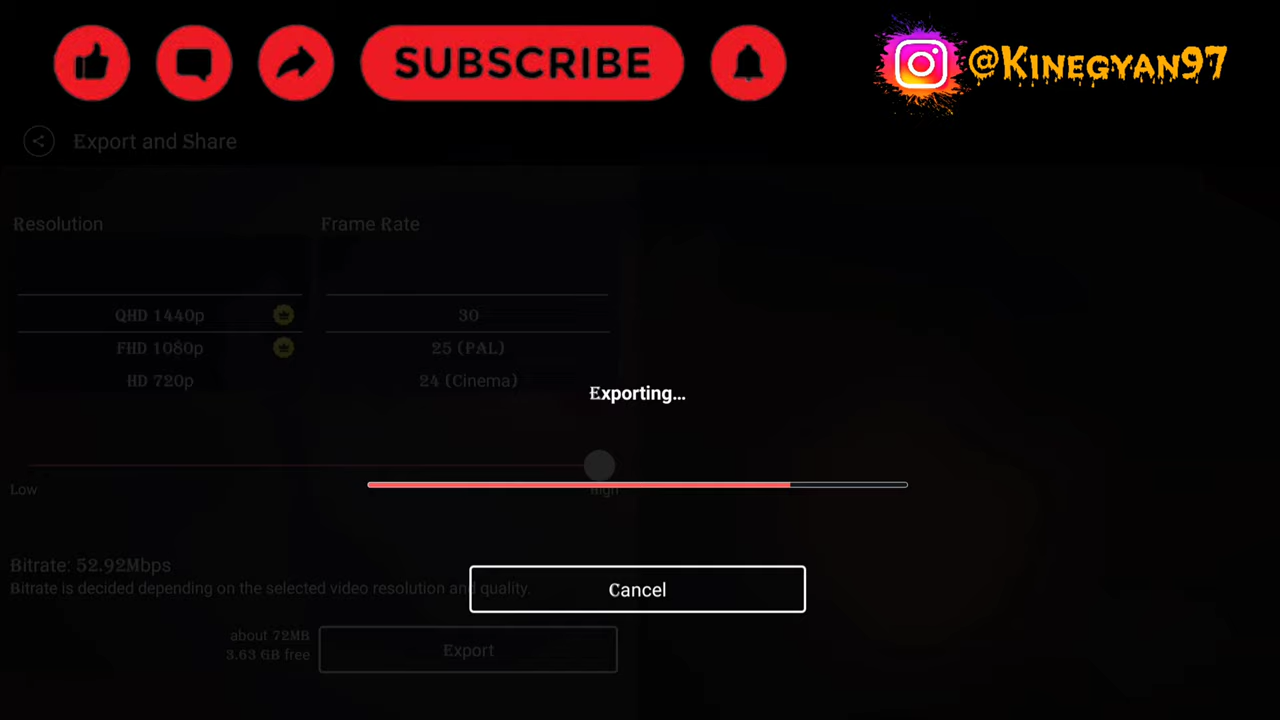 SUBSCRIBE
@KINEGYAN97
Export and Share
Resolution
Frame Rate
QHD 1440p
30
FHD 1080p
25 (PAL)
HD 720p
24 (Cinema)
Exporting...
Low
High
Bitrate: 52.92Mbps
Bitrate is decided depending on the selected video resolution and quality.
Cancel
about 72MB
3.63 GB free
Export